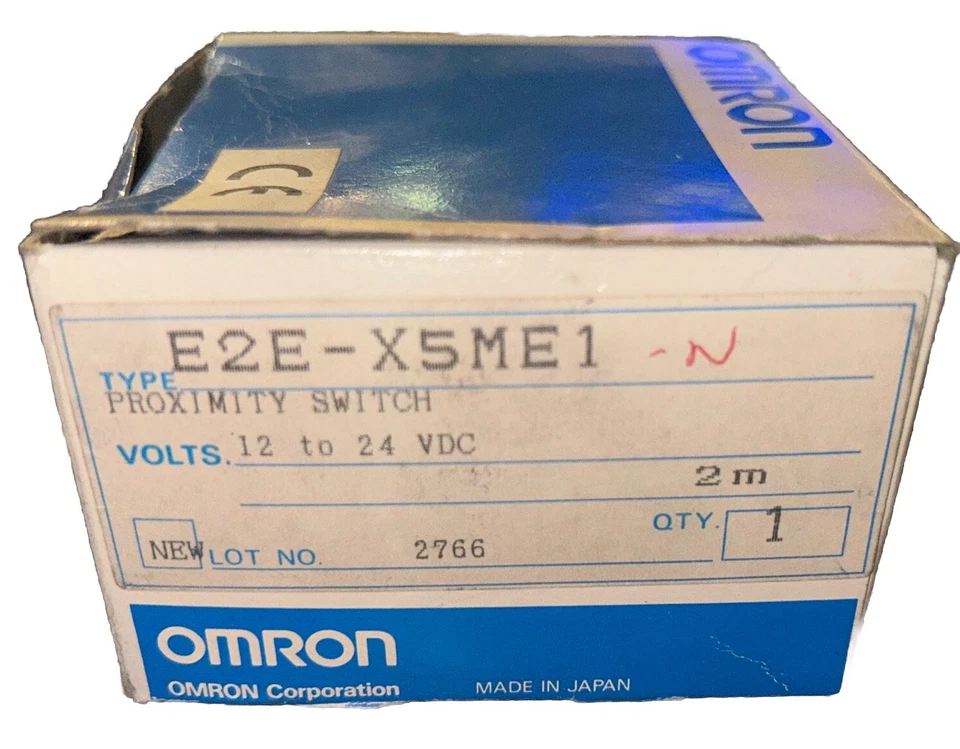 OMRON
CE
E2E-X5ME1 -N
TYPE
PROXIMITY SWITCH
VOLTS. 12 to 24 VDC
2m
QTY. 1
NEW LOT NO. 2766
OMRON
OMRON Corporation MADE IN JAPAN